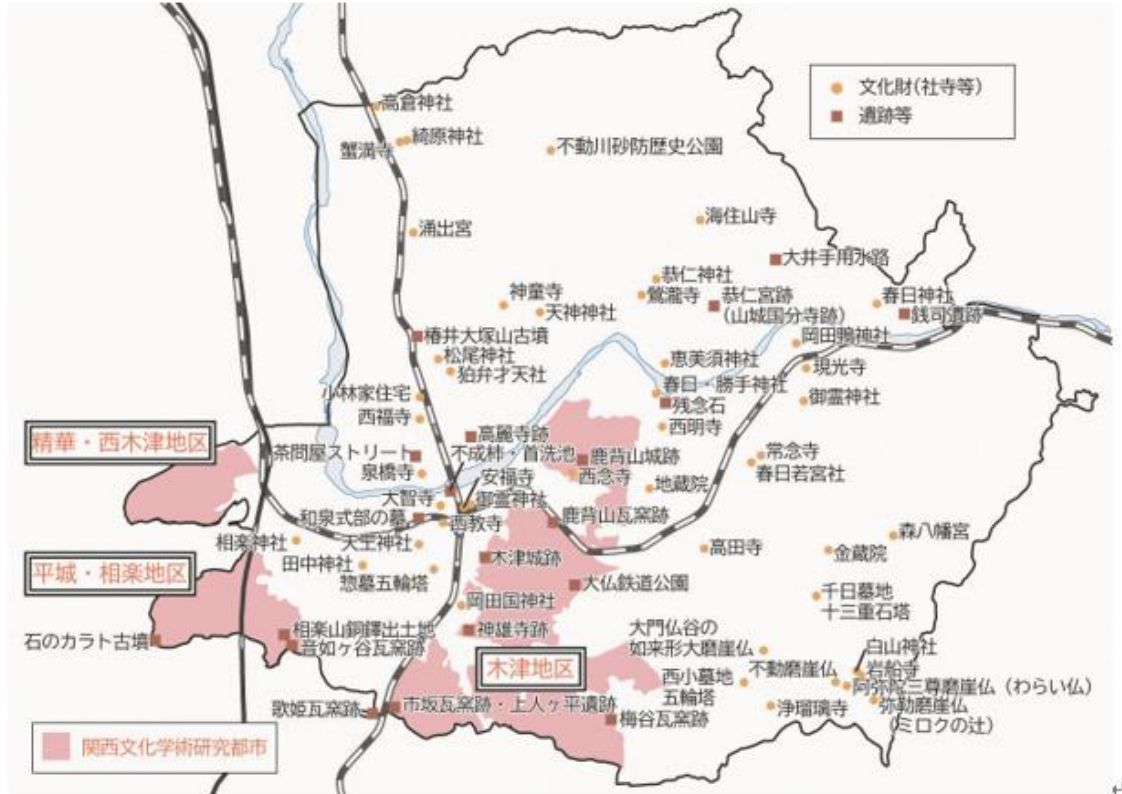 文化財(社寺等)
遺跡等
高倉神社
綺原神社
蟹満寺
不動川砂防歴史公園
涌出宮
海住山寺
大井手用水路
恭仁神社
鷲瀧寺
恭仁宮跡
(山城国分寺跡)
春日神社
銭司遺跡
神童寺
天神神社
岡田鴨神社
椿井大塚山古墳
松尾神社
狛弁才天社
恵美須神社
現光寺
春日・勝手神社
残念石
御霊神社
小林家住宅
西福寺
西明寺
精華・西木津地区
高麗寺跡
茶問屋ストリート
不成柿・首洗池
鹿背山城跡
常念寺
泉橋寺
安福寺
西念寺
春日若宮社
大智寺
御霊神社
地蔵院
和泉式部の墓
西教寺
鹿背山瓦窯跡
相楽神社
天王神社
高田寺
森八幡宮
金蔵院
平城・相楽地区
田中神社
木津城跡
惣墓五輪塔
大仏鉄道公園
千日墓地
十三重石塔
岡田国神社
石のカラト古墳
相楽山銅鐸出土地
音如ヶ谷瓦窯跡
神雄寺跡
大門仏谷の
如来形大磨崖仏
白山神社
木津地区
西小墓地
五輪塔
不動磨崖仏
岩船寺
阿弥陀三尊磨崖仏(わらい仏)
歌姫瓦窯跡
市坂瓦窯跡・上人ヶ平遺跡
梅谷瓦窯跡
浄瑠璃寺
弥勒磨崖仏
(ミロクの辻)
関西文化学術研究都市